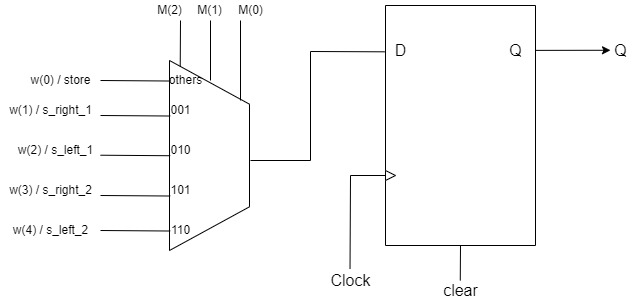 M(2) M(1) M(0)
w(0) / store
others
w(1) / s_right_1
001
w(2) / s_left_1
010
w(3) / s_right_2
101
w(4) / s_left_2
110
D
Q
Q
Clock
clear